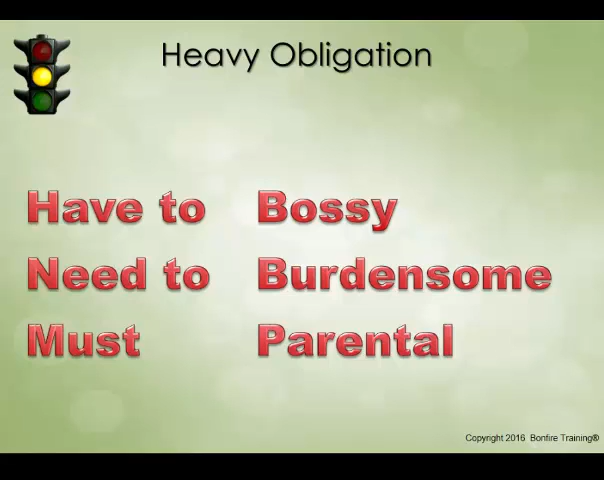 Heavy Obligation
Have to Bossy
Need to Burdensome
Must Parental
Copyright 2016 Bonfire Training®